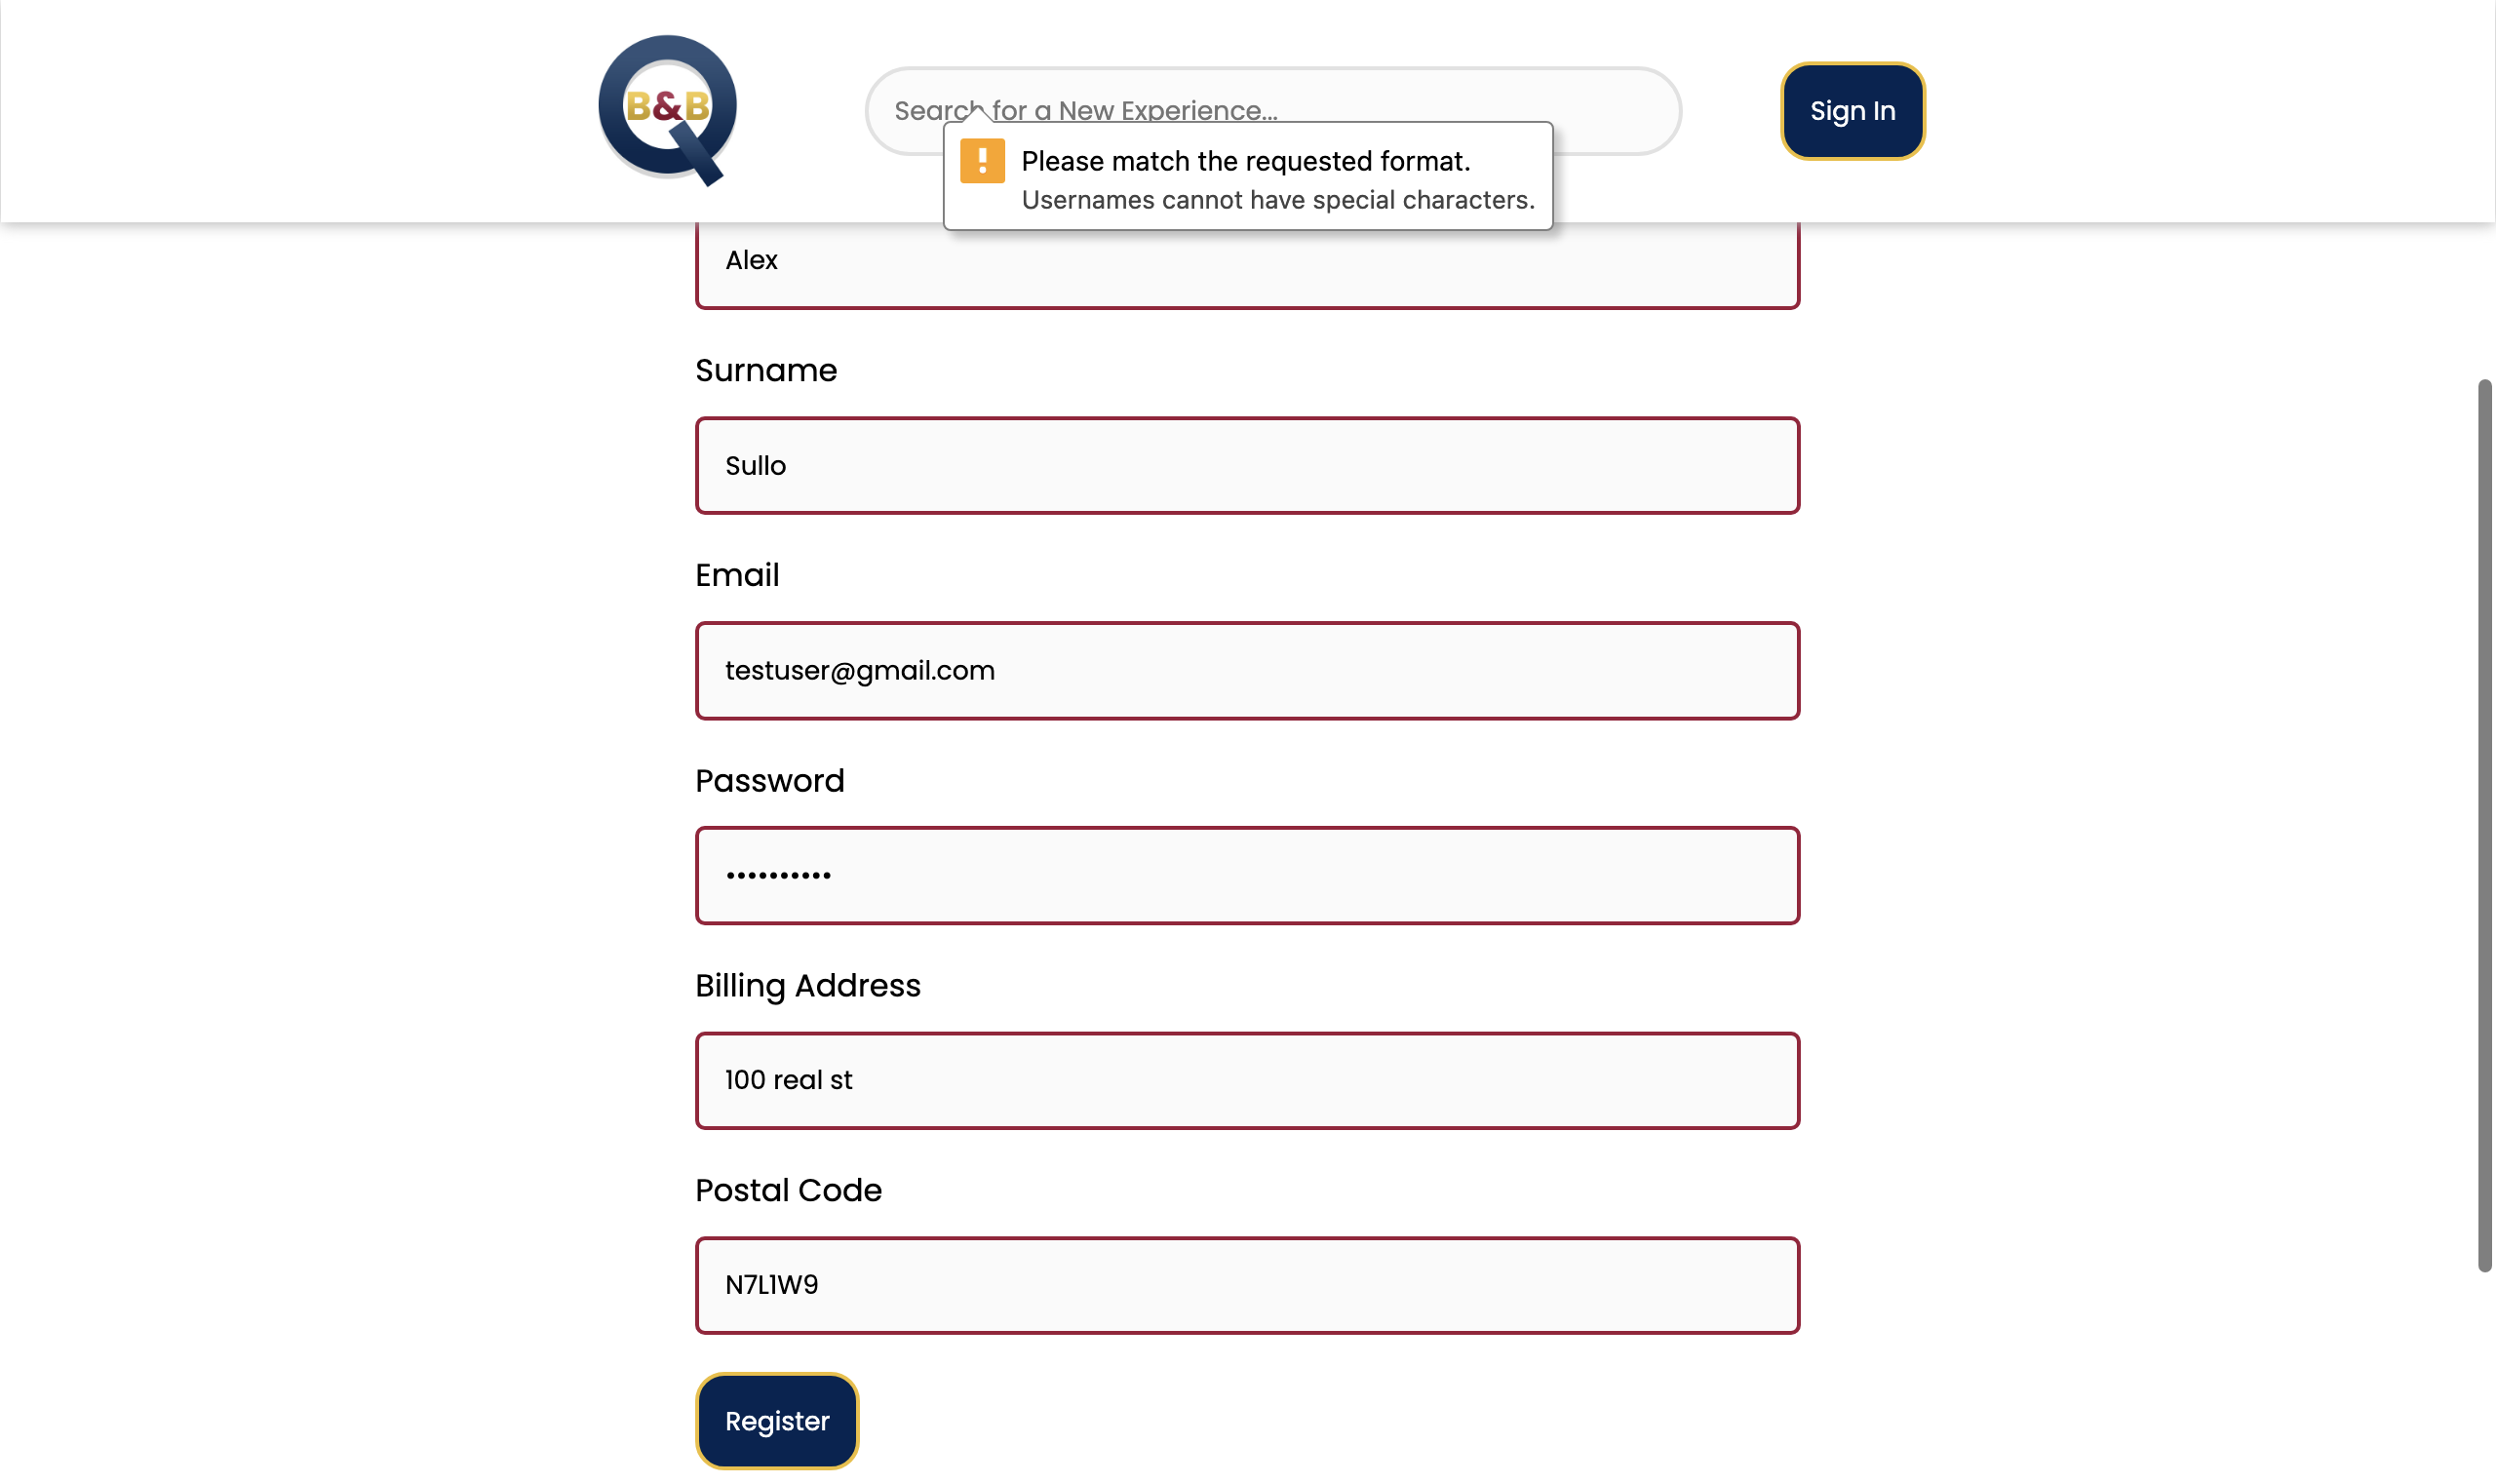 B&B
Search for a New Experience...
Sign In
Please match the requested format.
Usernames cannot have special characters.
Alex
Surname
Sullo
Email
testuser@gmail.com
Password
••••••••••
Billing Address
100 real st
Postal Code
N7L1W9
Register